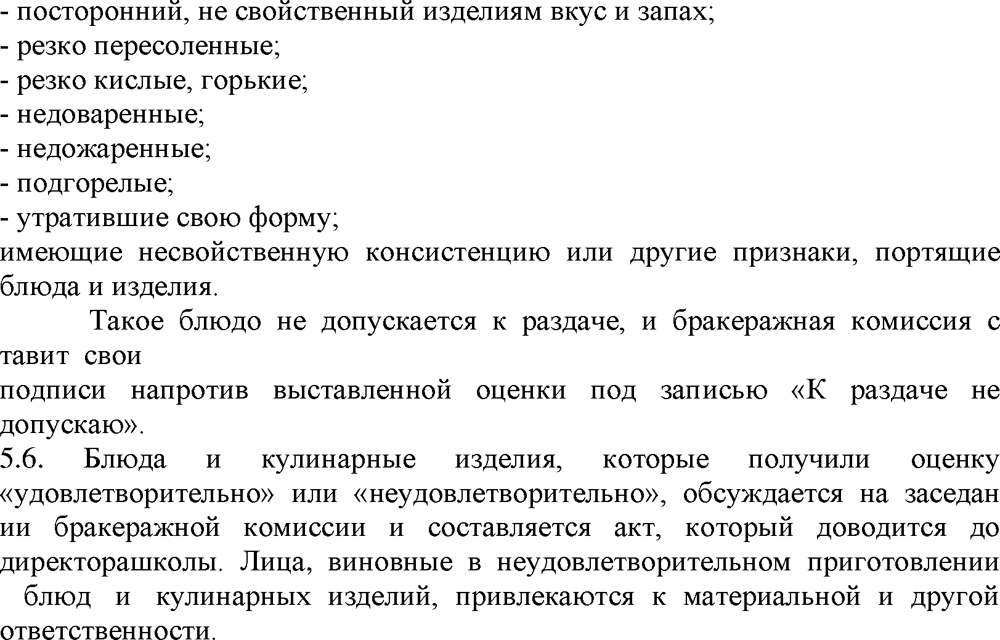 - посторонний, не свойственный изделиям вкус и запах;
- резко пересоленные;
- резко кислые, горькие;
- недоваренные;
- недожаренные;
- подгорелые;
- утратившие свою форму;
имеющие несвойственную консистенцию или другие признаки, портящие
блюда и изделия.
Такое блюдо не допускается к раздаче, и бракеражная комиссия с
тавит свои
подписи напротив выставленной оценки под записью «К раздаче не
допускаю».
5.6. Блюда и кулинарные изделия, которые получили оценку
«удовлетворительно» или «неудовлетворительно», обсуждается на заседан
ии бракеражной комиссии и составляется акт, который доводится до
директорашколы. Лица, виновные в неудовлетворительном приготовлении
блюд и кулинарных изделий, привлекаются к материальной и другой
ответственности.